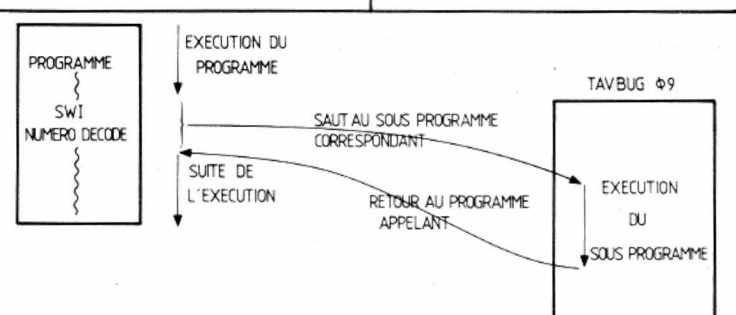 PROGRAMME
SWI
NUMERO DECODE
EXECUTION DU
PROGRAMME
SAUT AU SOUS PROGRAMME
CORRESPONDANT
SUITE DE
L'EXECUTION
RETOUR AU PROGRAMME
APPELANT
TAVBUG Φ9
EXECUTION
DU
SOUS PROGRAMME